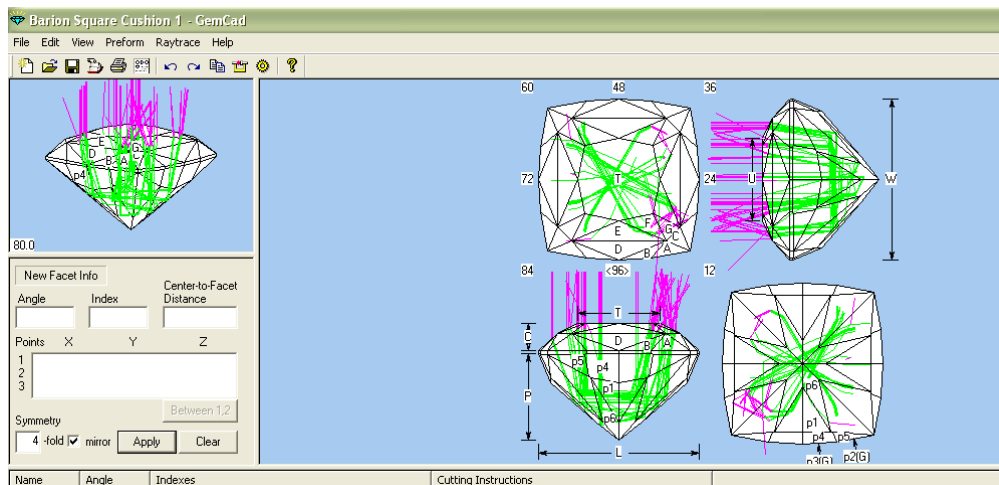 Barion Square Cushion 1 - GemCad
File Edit View Preform Raytrace Help
60 48 36
E G
D B A C
p4
80.0
72 T 24 U W
F
E G C
D B A
84 <96> 12
New Facet Info
Angle Index Center-to-Facet
Distance
Points X Y Z
1
2
3
Between 1,2
Symmetry
4 -fold mirror Apply Clear
T
C D B A
p5 p4
P p1 p6
p6
p1
p4 p5
L
p3(G) p2(G)
Name Angle Indexes Cutting Instructions